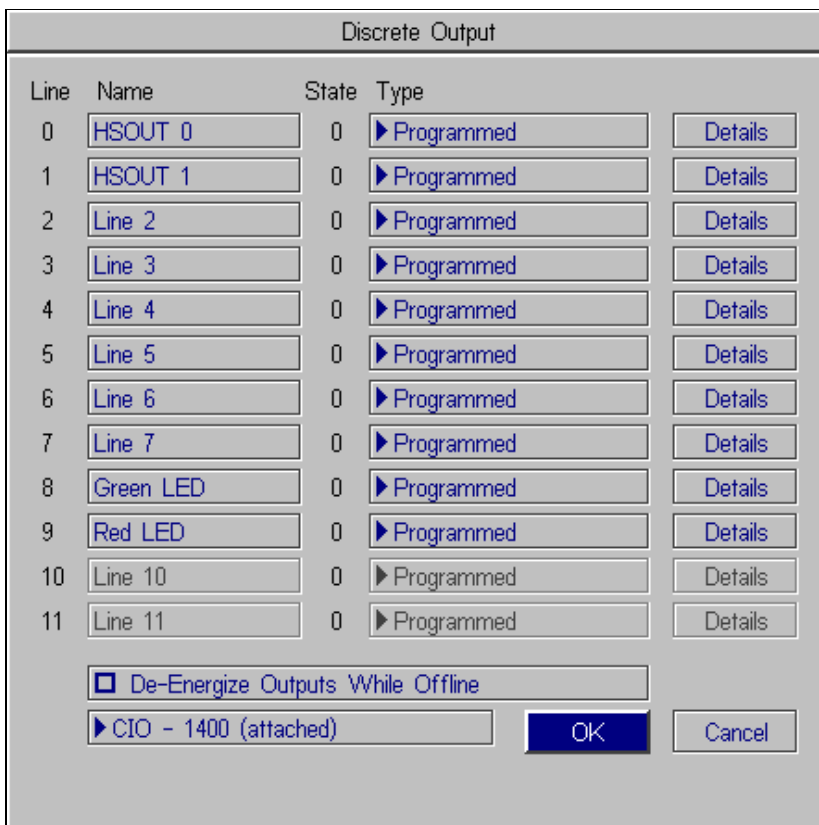 Discrete Output
Line Name State Type
0 HSOUT 0 0 Programmed Details
1 HSOUT 1 0 Programmed Details
2 Line 2 0 Programmed Details
3 Line 3 0 Programmed Details
4 Line 4 0 Programmed Details
5 Line 5 0 Programmed Details
6 Line 6 0 Programmed Details
7 Line 7 0 Programmed Details
8 Green LED 0 Programmed Details
9 Red LED 0 Programmed Details
10 Line 10 0 Programmed Details
11 Line 11 0 Programmed Details
De-Energize Outputs While Offline
CIO - 1400 (attached) OK Cancel